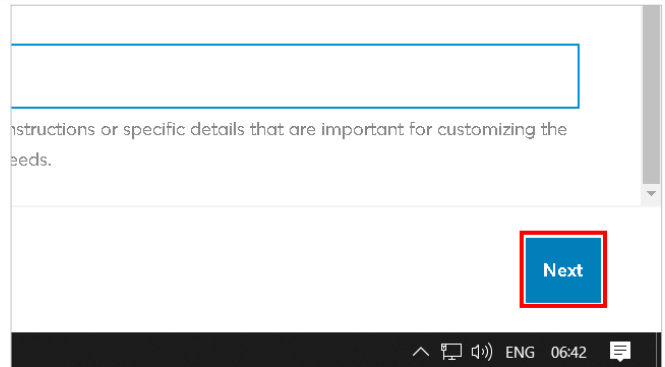 nstructions or specific details that are important for customizing the
eeds.
Next
ENG 06:42